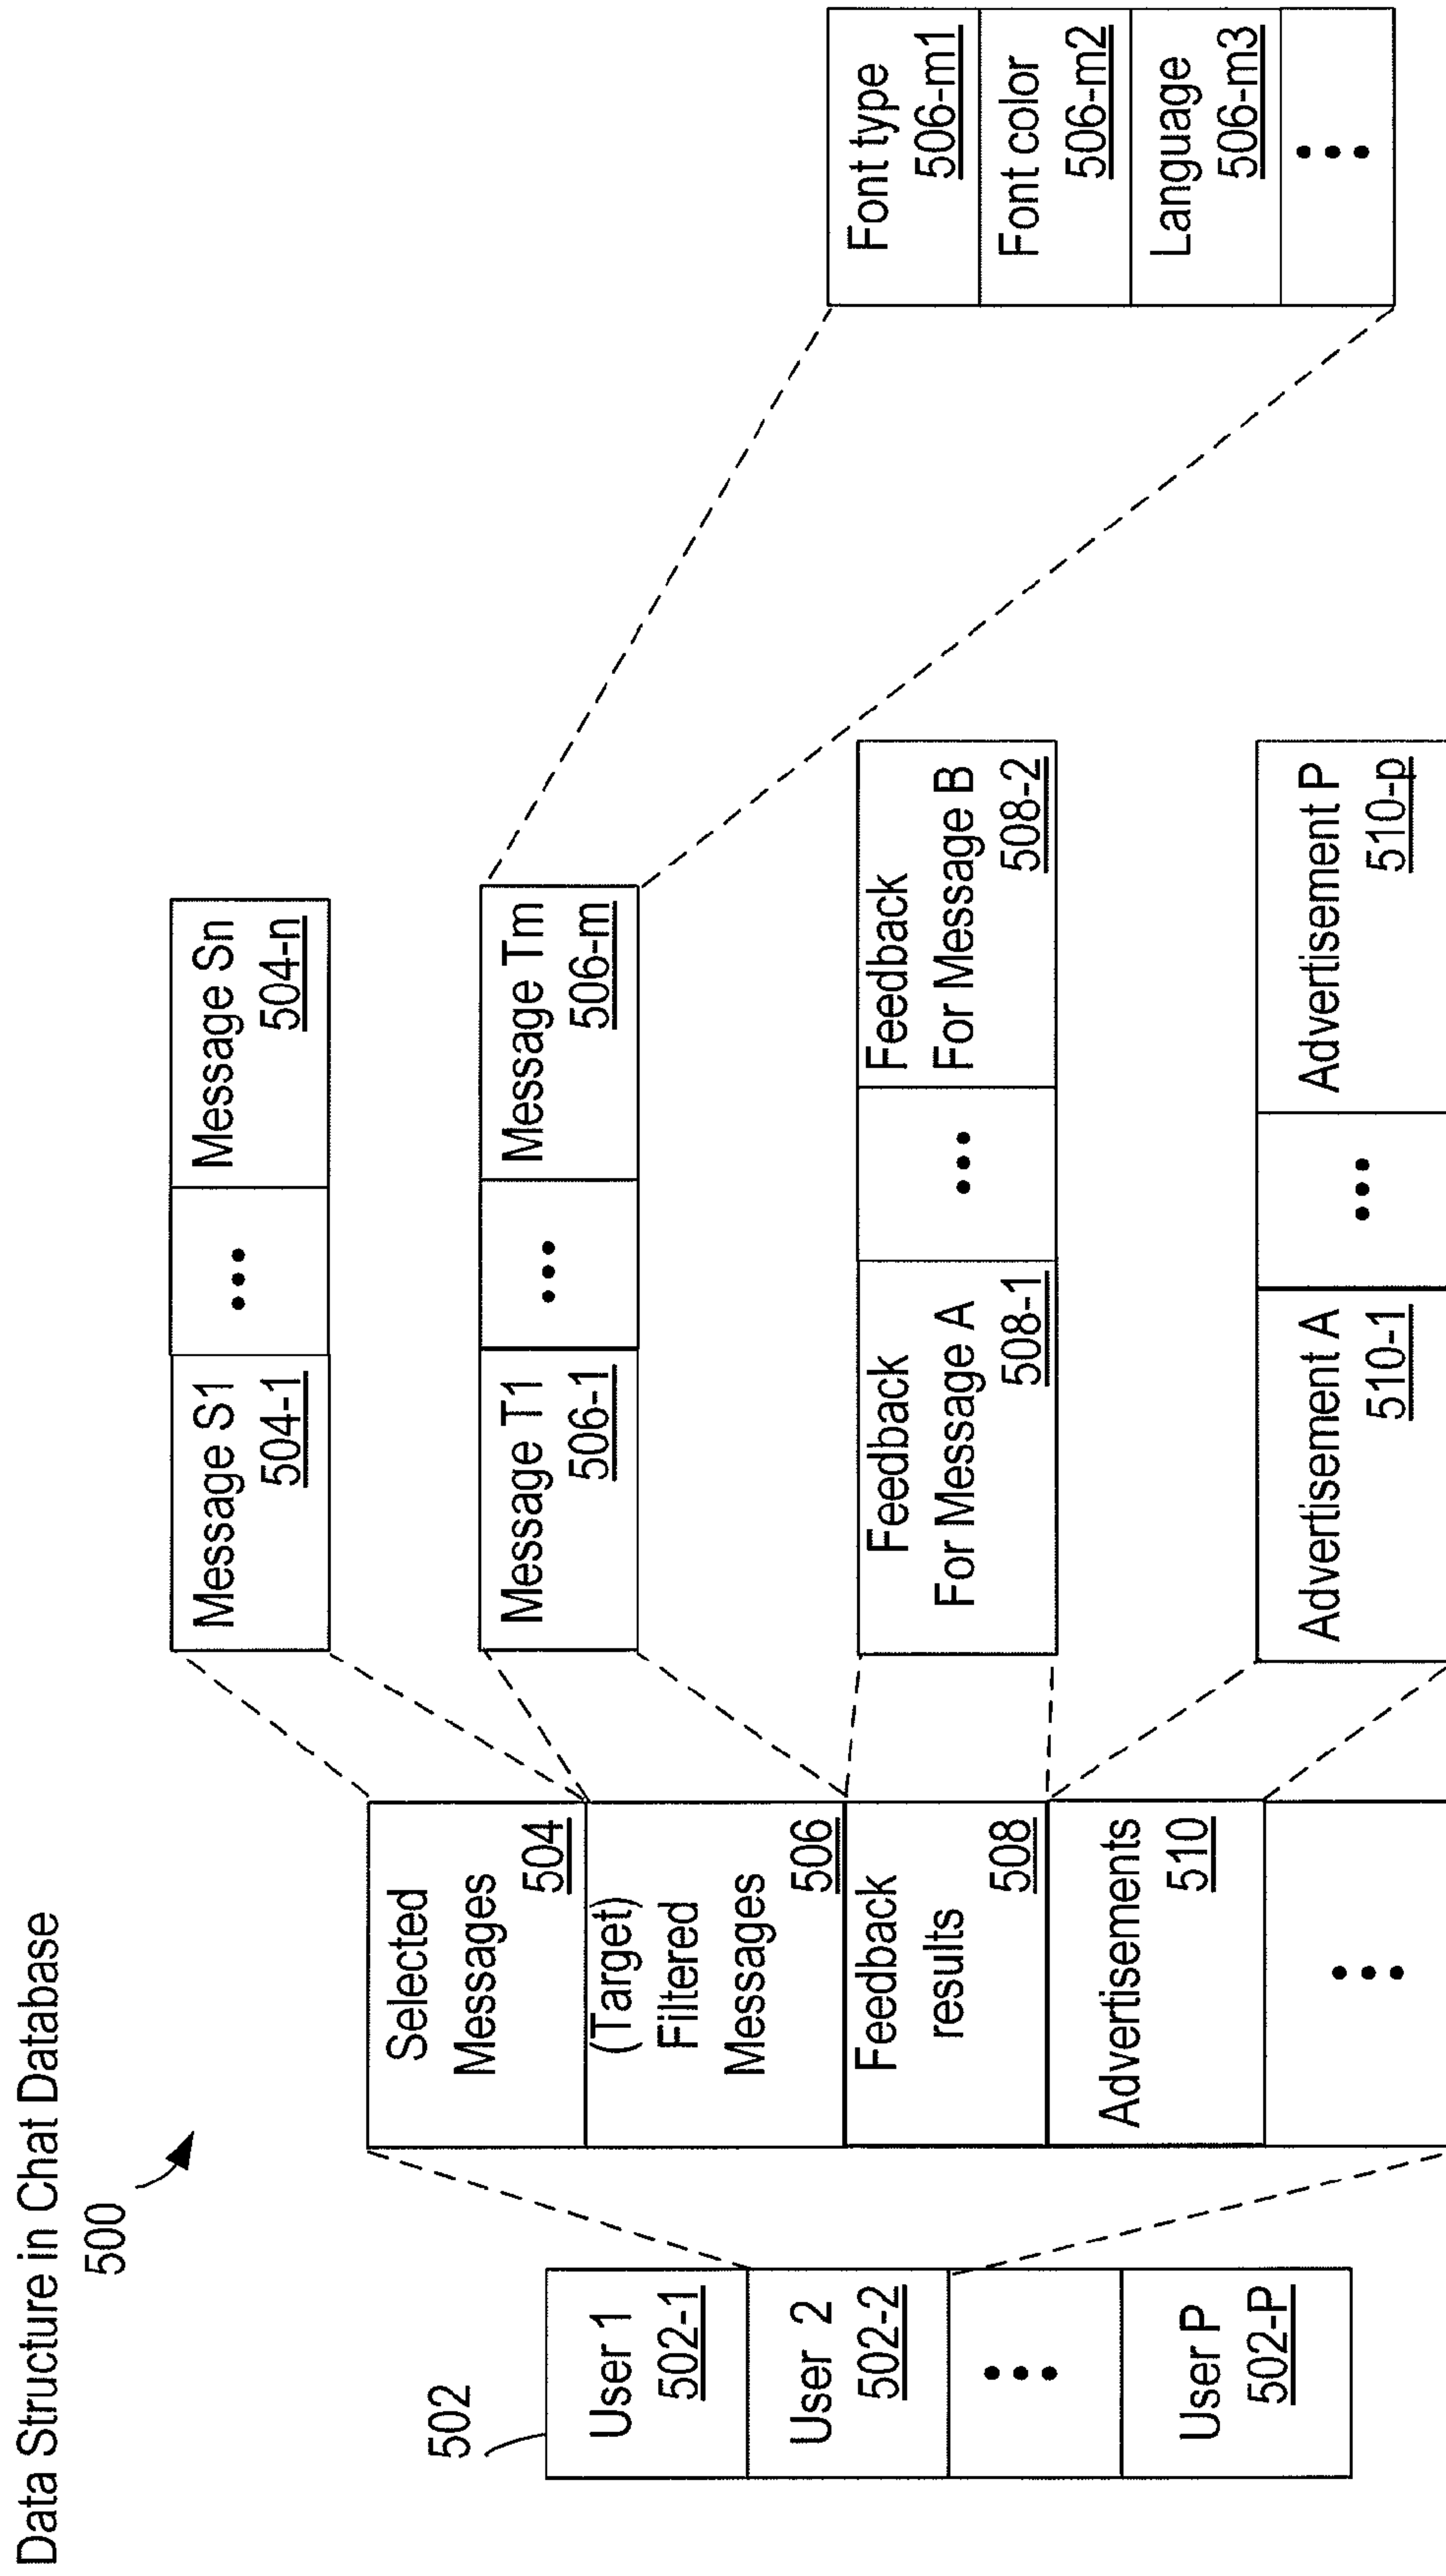 Data Structure in Chat Database
500
502
User 1
502-1
User 2
502-2
•••
User P
502-P
Selected
Messages
504
(Target)
Filtered
Messages
506
Feedback
results
508
Advertisements
510
•••
Message S1
504-1
•••
Message Sn
504-n
Message T1
506-1
•••
Message Tm
506-m
Feedback
For Message A
508-1
•••
Feedback
For Message B
508-2
Advertisement A
510-1
•••
Advertisement P
510-p
Font type
506-m1
Font color
506-m2
Language
506-m3
•••